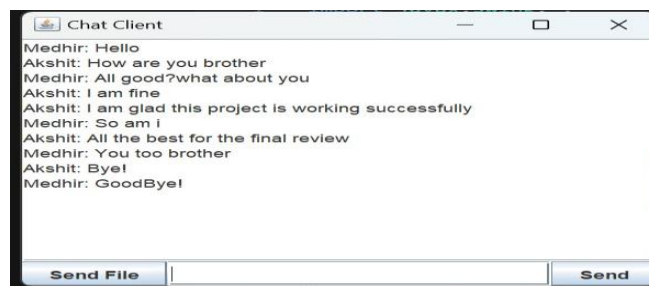 Chat Client
Medhir: Hello
Akshit: How are you brother
Medhir: All good?what about you
Akshit: I am fine
Akshit: I am glad this project is working successfully
Medhir: So am i
Akshit: All the best for the final review
Medhir: You too brother
Akshit: Bye!
Medhir: GoodBye!
Send File
Send